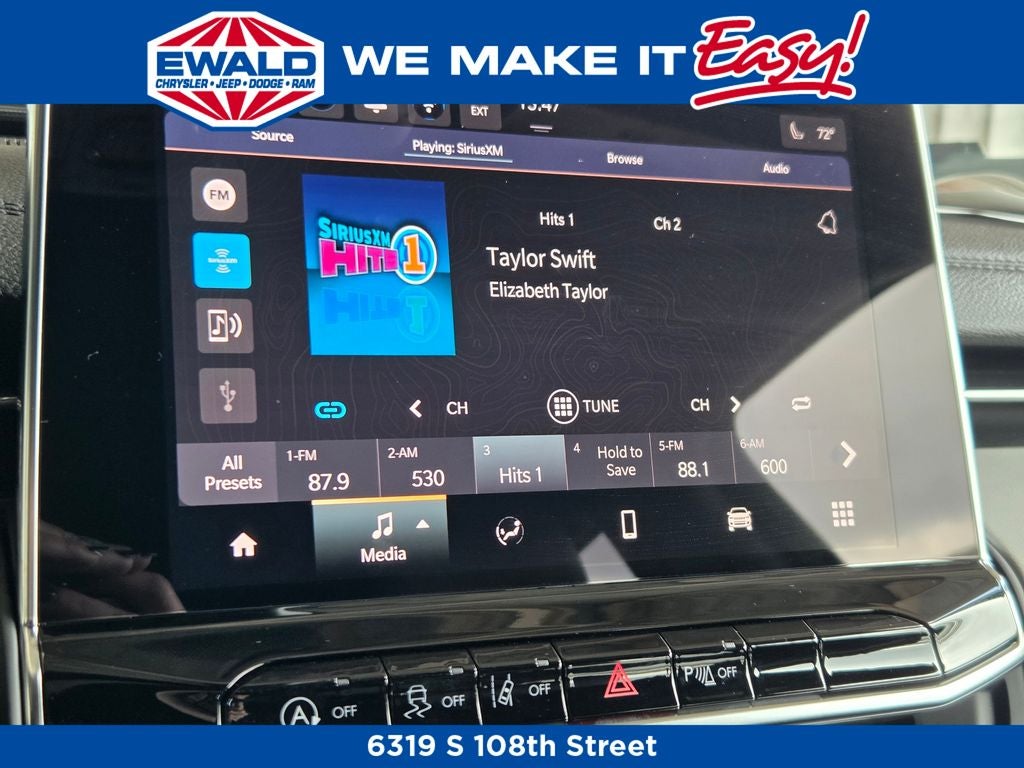 EWALD
CHRYSLER • JEEP • DODGE • RAM
WE MAKE IT Easy!
EXT
15:47
72°
Source
Playing: SiriusXM
Browse
Audio
FM
SiriusXM
SIRIUSXM
HITS 1
Hits 1
Ch 2
Taylor Swift
Elizabeth Taylor
CH
TUNE
CH
All Presets
1-FM
87.9
2-AM
530
3
Hits 1
4
Hold to Save
5-FM
88.1
6-AM
600
Media
A OFF
OFF
OFF
P OFF
6319 S 108th Street